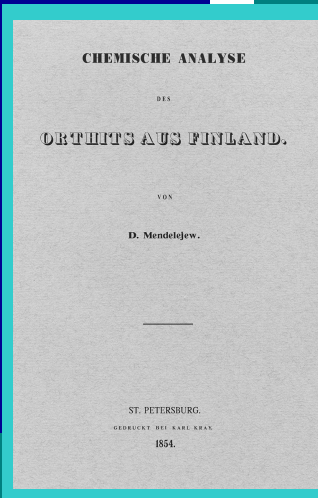 CHEMISCHE ANALYSE
DES
ORTHITS AUS FINLAND.
VON
D. Mendelejew.
ST. PETERSBURG.
GEDRUCKT BEI KARL KRAY.
1854.